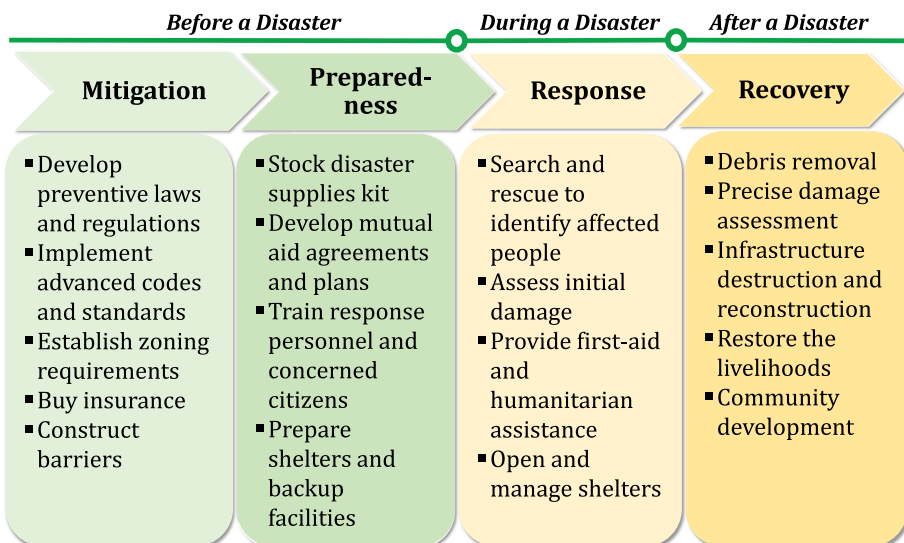 Before a Disaster
During a Disaster
After a Disaster
Mitigation
Prepared-
ness
Response
Recovery
▪ Develop
preventive laws
and regulations
▪ Implement
advanced codes
and standards
▪ Establish zoning
requirements
▪ Buy insurance
▪ Construct
barriers
▪ Stock disaster
supplies kit
▪ Develop mutual
aid agreements
and plans
▪ Train response
personnel and
concerned
citizens
▪ Prepare
shelters and
backup
facilities
▪ Search and
rescue to
identify affected
people
▪ Assess initial
damage
▪ Provide first-aid
and
humanitarian
assistance
▪ Open and
manage shelters
▪ Debris removal
▪ Precise damage
assessment
▪ Infrastructure
destruction and
reconstruction
▪ Restore the
livelihoods
▪ Community
development